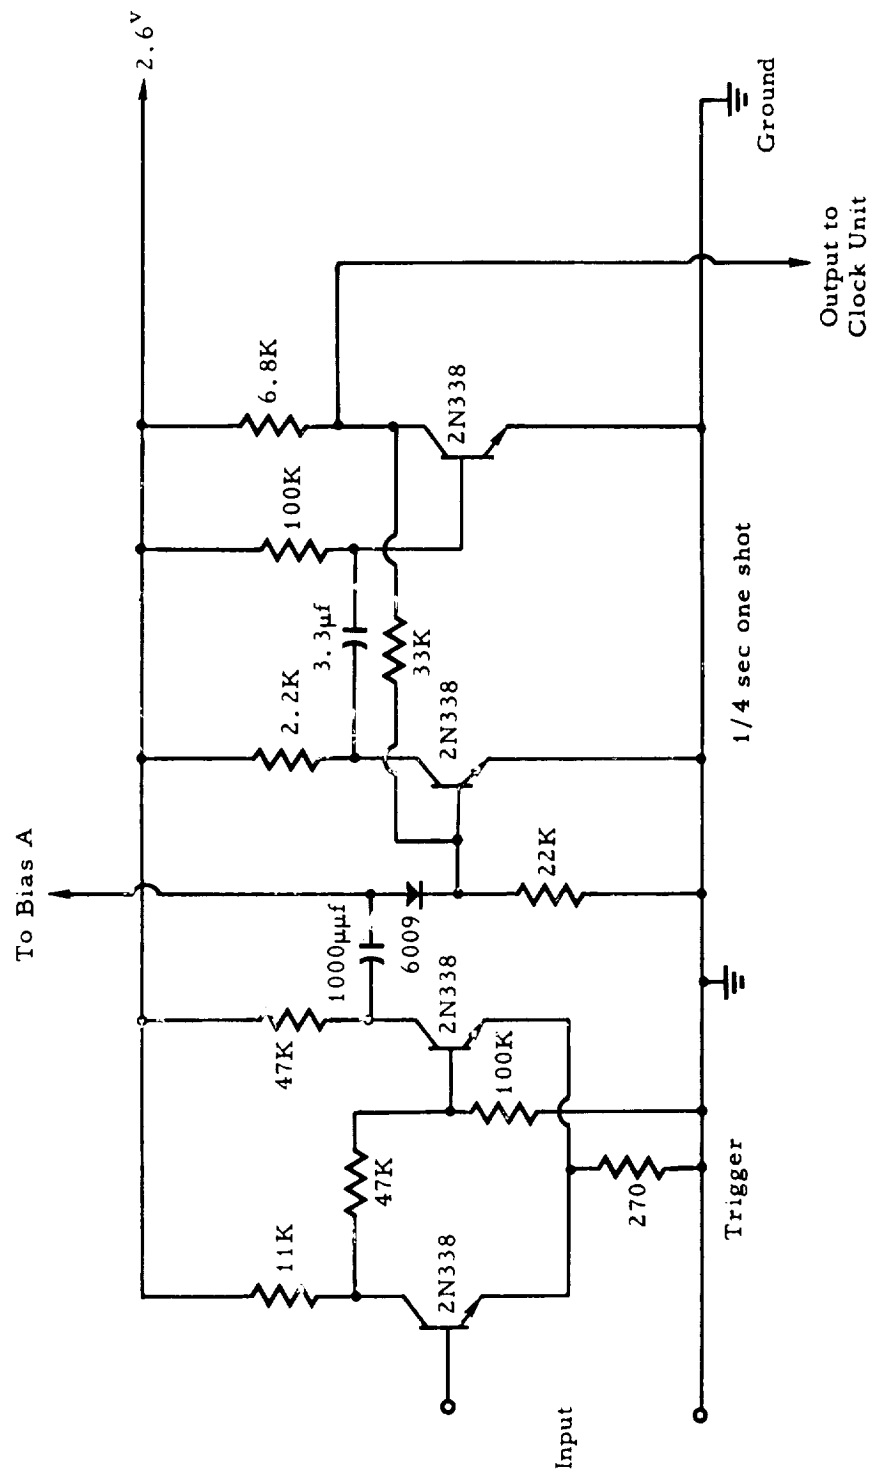 2.6V
To Bias A
6.8K
100K
2.2K
3.3µf
33K
47K
1000µµf
6009
22K
11K
47K
100K
270
2N338
2N338
2N338
2N338
Input
Trigger
1/4 sec one shot
Output to
Clock Unit
Ground